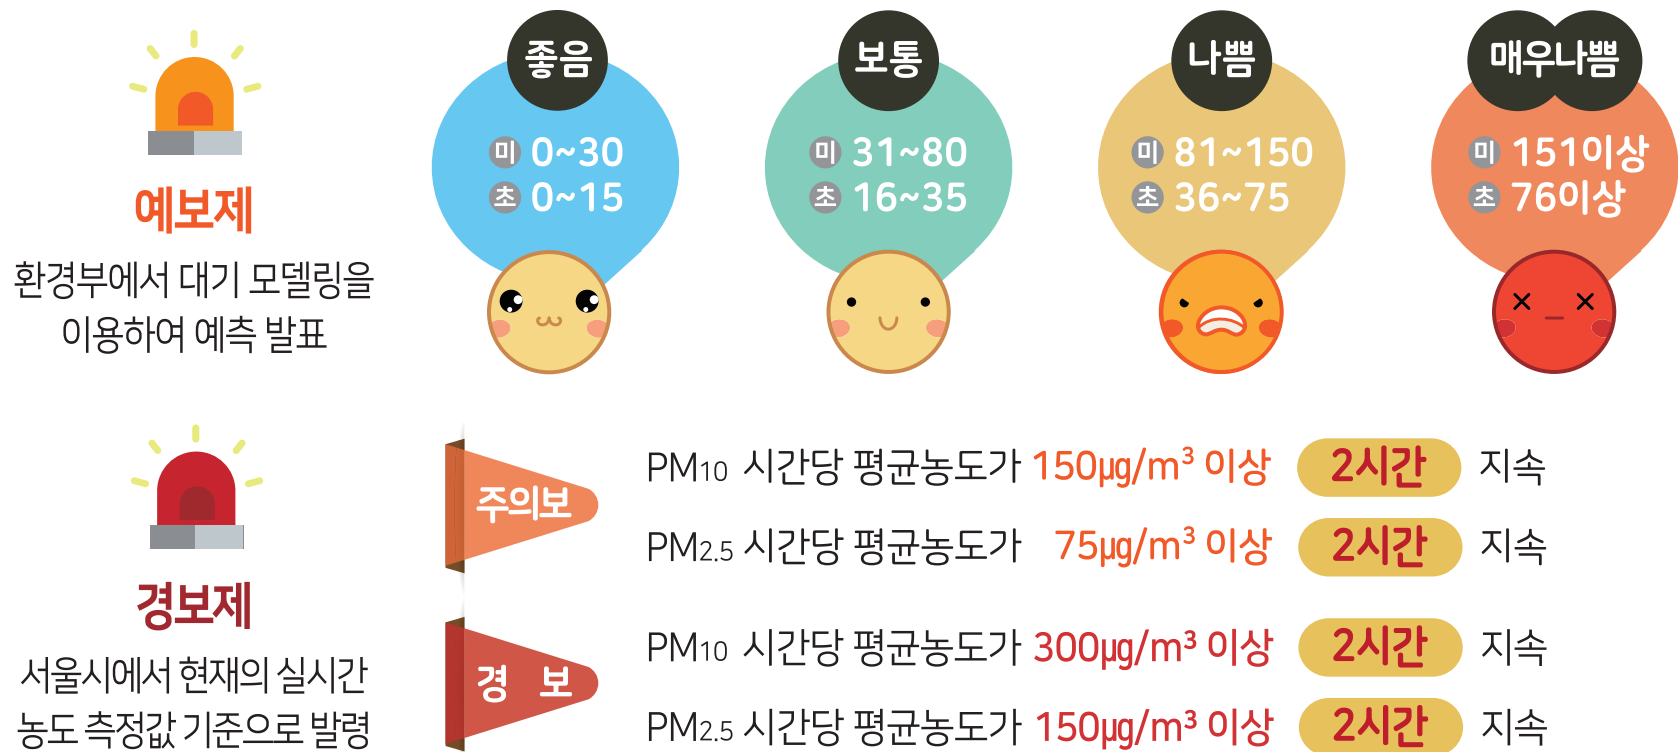 예보제
환경부에서 대기 모델링을
이용하여 예측 발표
좋음
미 0~30
초 0~15
보통
미 31~80
초 16~35
나쁨
미 81~150
초 36~75
매우나쁨
미 151이상
초 76이상
경보제
서울시에서 현재의 실시간
농도 측정값 기준으로 발령
주의보
PM10 시간당 평균농도가 150µg/m³ 이상 2시간 지속
PM2.5 시간당 평균농도가 75µg/m³ 이상 2시간 지속
경 보
PM10 시간당 평균농도가 300µg/m³ 이상 2시간 지속
PM2.5 시간당 평균농도가 150µg/m³ 이상 2시간 지속